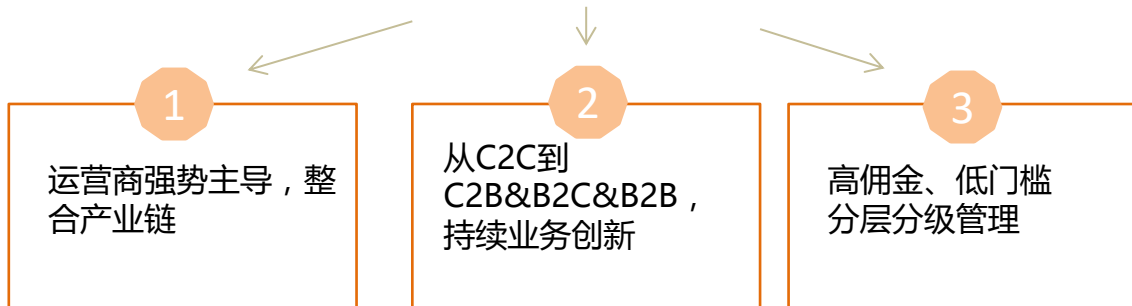 1
运营商强势主导，整
合产业链
2
从C2C到
C2B&B2C&B2B，
持续业务创新
3
高佣金、低门槛
分层分级管理